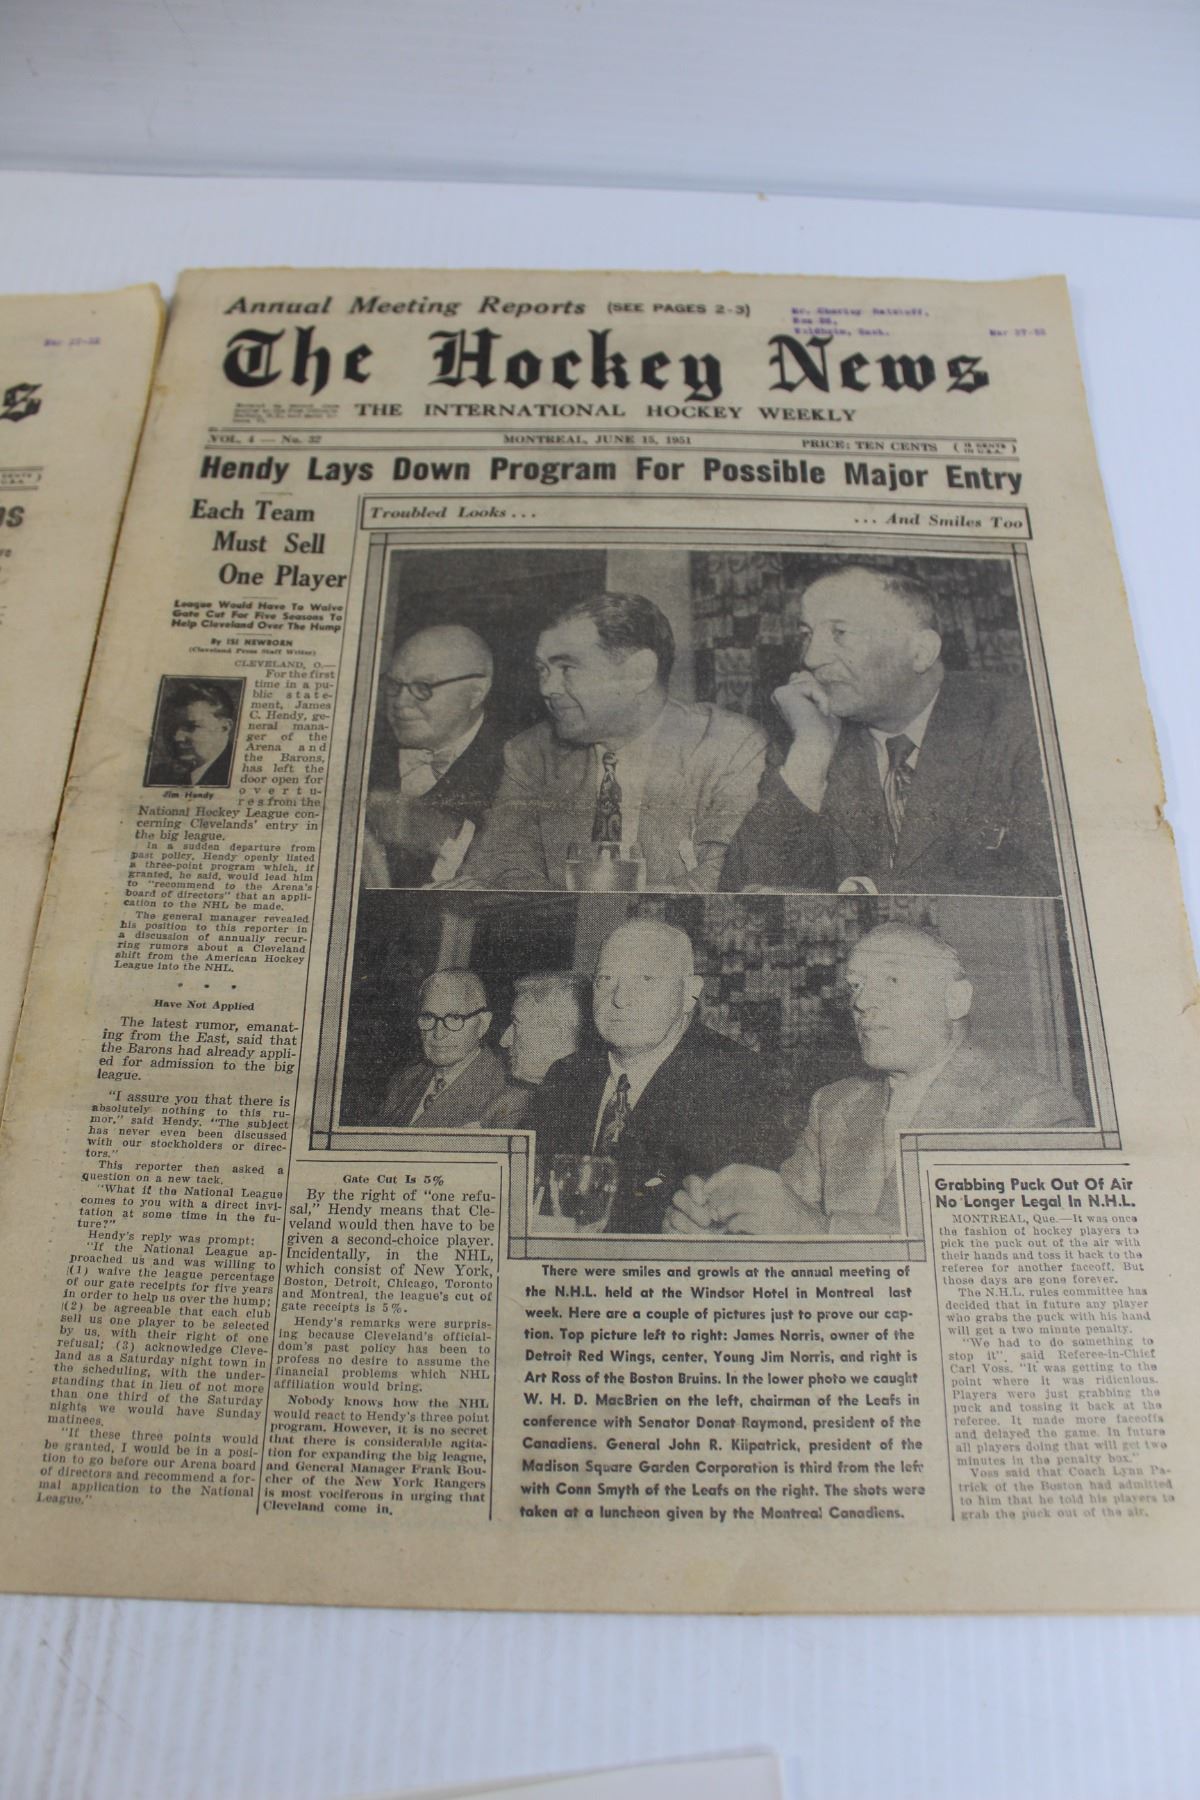 Annual Meeting Reports (SEE PAGES 2-3)
Mar 27-52
The Hockey News
THE INTERNATIONAL HOCKEY WEEKLY
VOL. 4 — No. 32
MONTREAL, JUNE 15, 1951
PRICE: TEN CENTS
Hendy Lays Down Program For Possible Major Entry
Each Team
Must Sell
One Player
League Would Have To Waive
Gate Cut For Five Seasons To
Help Cleveland Over The Hump
By ISI NEWBORN
(Cleveland Press Staff Writer)
CLEVELAND, O.—
For the first
time in a pu-
blic state-
ment, James
C. Hendy, ge-
neral mana-
ger of the
Arena and
the Barons,
has left the
door open for
overtu-
res from the
Jim Hendy
National Hockey League con-
cerning Clevelands' entry in
the big league.
In a sudden departure from
past policy, Hendy openly listed
a three-point program which, if
granted, he said, would lead him
to "recommend to the Arena's
board of directors" that an appli-
cation to the NHL be made.
The general manager revealed
his position to this reporter in
a discussion of annually recur-
ring rumors about a Cleveland
shift from the American Hockey
League into the NHL.
* * *
Have Not Applied
The latest rumor, emanat-
ing from the East, said that
the Barons had already appli-
ed for admission to the big
league.
"I assure you that there is
absolutely nothing to this ru-
mor," said Hendy. "The subject
has never even been discussed
with our stockholders or direc-
tors."
This reporter then asked a
question on a new tack.
"What if the National League
comes to you with a direct invi-
tation at some time in the fu-
ture?"
Hendy's reply was prompt:
"If the National League ap-
proached us and was willing to
(1) waive the league percentage
of our gate receipts for five years
in order to help us over the hump;
(2) be agreeable that each club
sell us one player to be selected
by us, with their right of one
refusal; (3) acknowledge Cleve-
land as a Saturday night town in
the scheduling, with the under-
standing that in lieu of not more
than one third of the Saturday
nights we would have Sunday
matinees.
"If these three points would
be granted, I would be in a posi-
tion to go before our Arena board
of directors and recommend a for-
mal application to the National
League."
Gate Cut Is 5%
By the right of "one refu-
sal," Hendy means that Cle-
veland would then have to be
given a second-choice player.
Incidentally, in the NHL,
which consist of New York,
Boston, Detroit, Chicago, Toronto
and Montreal, the league's cut of
gate receipts is 5%.
Hendy's remarks were surpris-
ing because Cleveland's official-
dom's past policy has been to
profess no desire to assume the
financial problems which NHL
affiliation would bring.
Nobody knows how the NHL
would react to Hendy's three point
program. However, it is no secret
that there is considerable agita-
tion for expanding the big league,
and General Manager Frank Bou-
cher of the New York Rangers
is most vociferous in urging that
Cleveland come in.
Troubled Looks...
... And Smiles Too
There were smiles and growls at the annual meeting of
the N.H.L. held at the Windsor Hotel in Montreal last
week. Here are a couple of pictures just to prove our cap-
tion. Top picture left to right: James Norris, owner of the
Detroit Red Wings, center, Young Jim Norris, and right is
Art Ross of the Boston Bruins. In the lower photo we caught
W. H. D. MacBrien on the left, chairman of the Leafs in
conference with Senator Donat Raymond, president of the
Canadiens. General John R. Kilpatrick, president of the
Madison Square Garden Corporation is third from the left
with Conn Smyth of the Leafs on the right. The shots were
taken at a luncheon given by the Montreal Canadiens.
Grabbing Puck Out Of Air
No Longer Legal In N.H.L.
MONTREAL, Que.—It was once
the fashion of hockey players to
pick the puck out of the air with
their hands and toss it back to the
referee for another faceoff. But
those days are gone forever.
The N.H.L. rules committee has
decided that in future any player
who grabs the puck with his hand
will get a two minute penalty.
"We had to do something to
stop it", said Referee-in-Chief
Carl Voss. "It was getting to the
point where it was ridiculous.
Players were just grabbing the
puck and tossing it back at the
referee. It made more faceoffs
and delayed the game. In future
all players doing that will get two
minutes in the penalty box."
Voss said that Coach Lynn Pa-
trick of the Boston had admitted
to him that he told his players to
grab the puck out of the air.